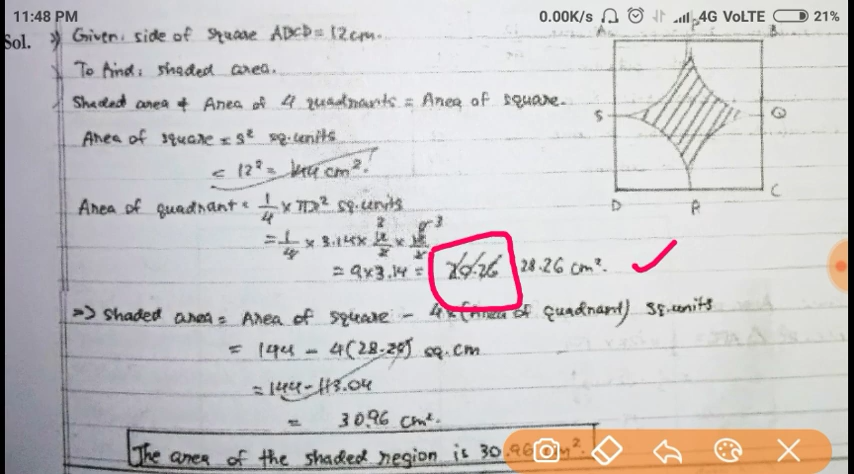 11:48 PM 0.00K/s 4G VoLTE 21%
Sol. Given: side of square ABCD = 12cm.
To find: shaded area.
Shaded area + Area of 4 quadrants = Area of square.
Area of square = s² sq.units
= 12² = 144 cm².
Area of quadrant = 1/4 × πr² sq.units
= 1/4 × 3.14 × 12/2 × 12/2
= 9×3.14 = 28.26 cm².
=> Shaded area = Area of square - 4×(Area of quadrant) sq.units
= 144 - 4(28.26) sq.cm
= 144 - 113.04
= 30.96 cm².
The area of the shaded region is 30.96 cm².
A P B
S Q
D R C